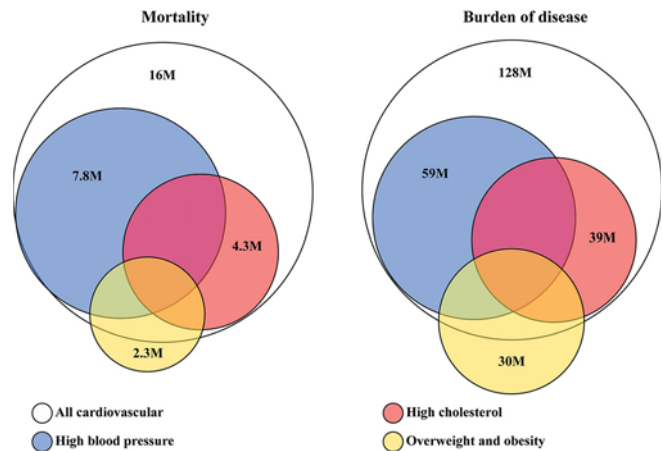 Mortality
Burden of disease
16M
128M
7.8M
59M
4.3M
39M
2.3M
30M
All cardiovascular
High cholesterol
High blood pressure
Overweight and obesity